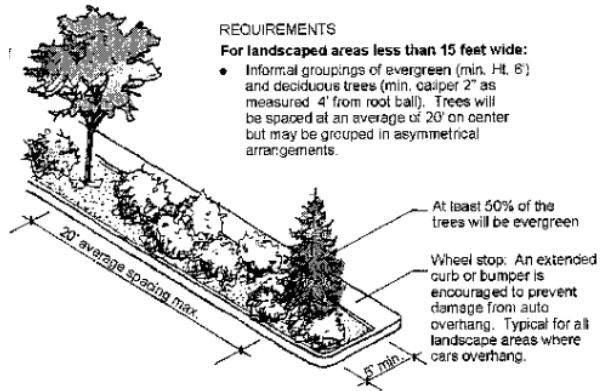 REQUIREMENTS
For landscaped areas less than 15 feet wide:
• Informal groupings of evergreen (min. Ht. 6')
and deciduous trees (min. caliper 2" as
measured 4' from root ball). Trees will
be spaced at an average of 20' on center
but may be grouped in asymmetrical
arrangements.
At least 50% of the
trees will be evergreen
Wheel stop: An extended
curb or bumper is
encouraged to prevent
damage from auto
overhang. Typical for all
landscape areas where
cars overhang.
20' average spacing max.
5' min.